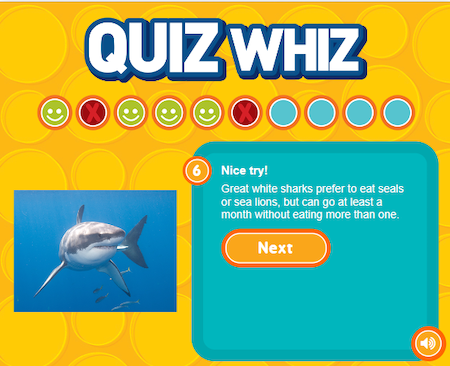 QUIZ WHIZ
X
X
6
Nice try!
Great white sharks prefer to eat seals
or sea lions, but can go at least a
month without eating more than one.
Next